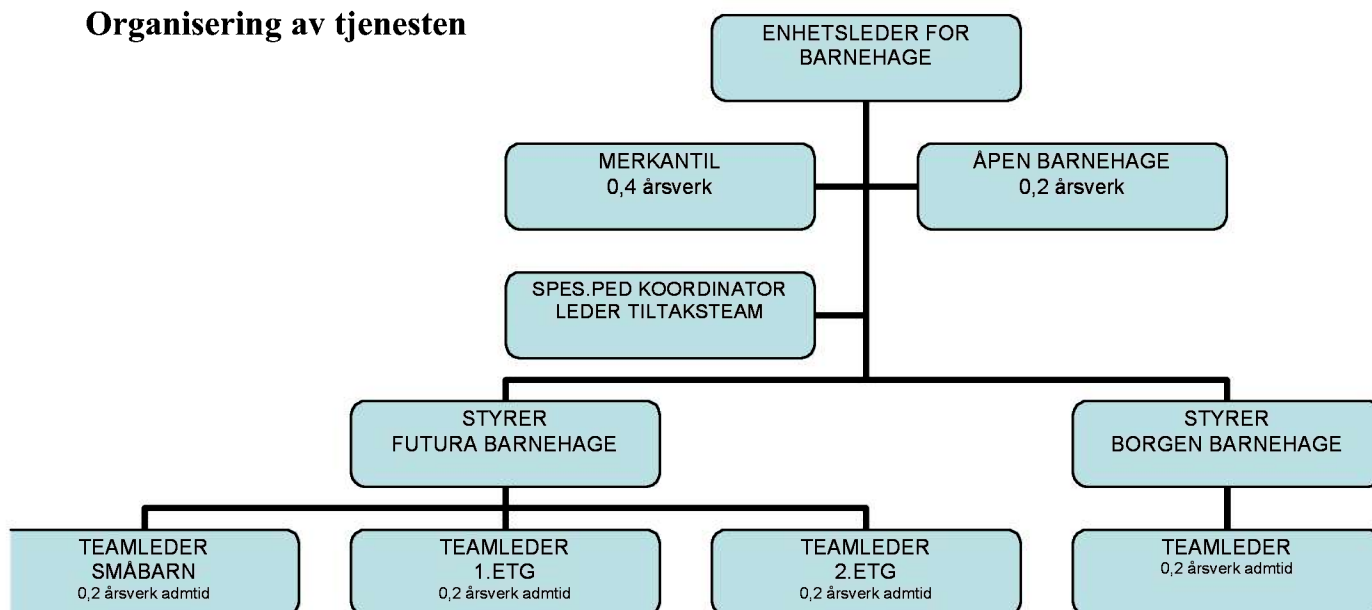 Organisering av tjenesten
ENHETSLEDER FOR
BARNEHAGE
MERKANTIL
0,4 årsverk
ÅPEN BARNEHAGE
0,2 årsverk
SPES.PED KOORDINATOR
LEDER TILTAKSTEAM
STYRER
FUTURA BARNEHAGE
STYRER
BORGEN BARNEHAGE
TEAMLEDER
SMÅBARN
0,2 årsverk admtid
TEAMLEDER
1.ETG
0,2 årsverk admtid
TEAMLEDER
2.ETG
0,2 årsverk admtid
TEAMLEDER
0,2 årsverk admtid